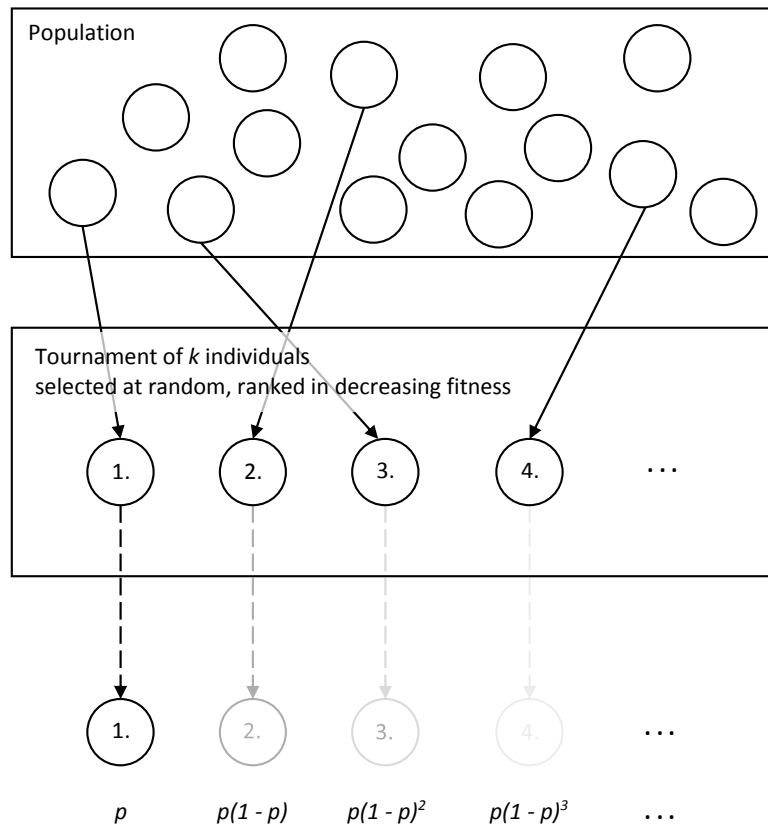 Population
Tournament of k individuals
selected at random, ranked in decreasing fitness
1. 2. 3. 4. ...
1. 2. 3. 4. ...
p p(1 - p) p(1 - p)² p(1 - p)³ ...